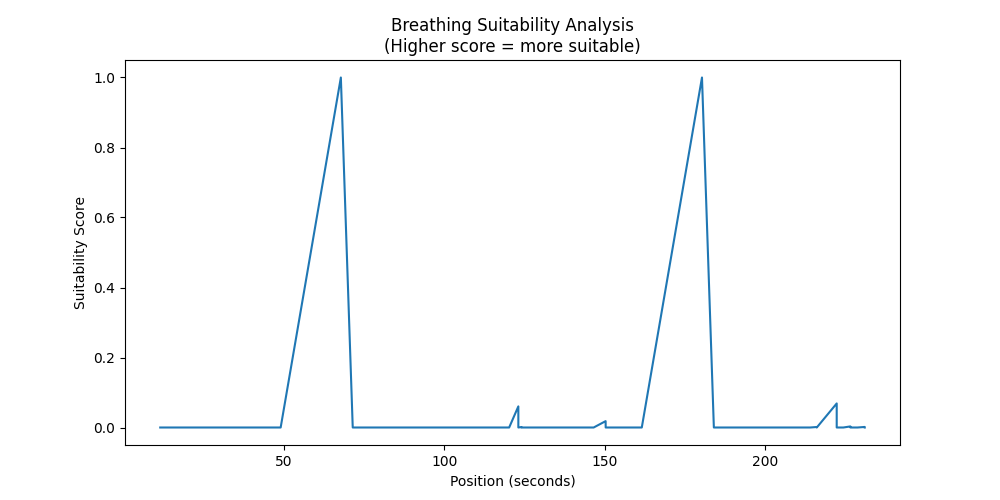 Breathing Suitability Analysis
(Higher score = more suitable)
Suitability Score
1.0
0.8
0.6
0.4
0.2
0.0
50
100
150
200
Position (seconds)